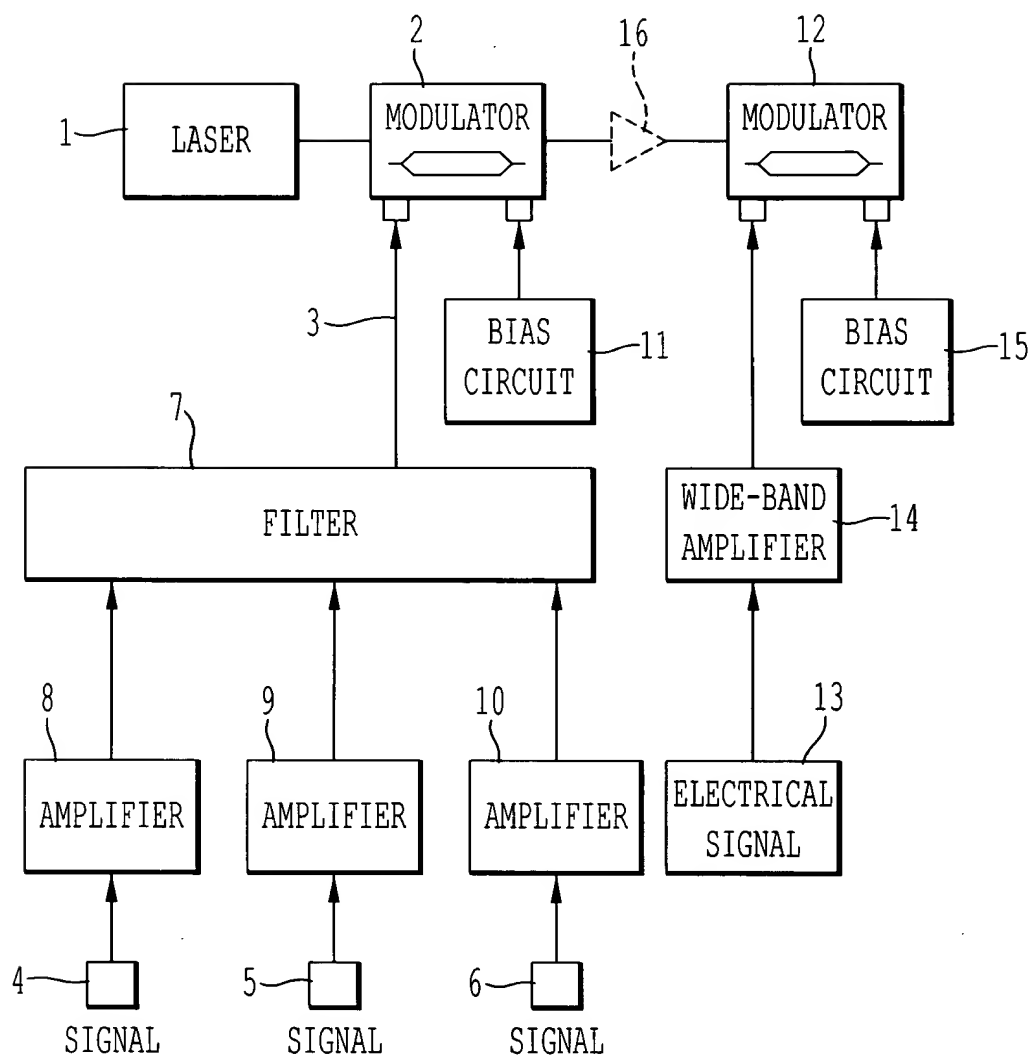 2
16
12
1
LASER
MODULATOR
MODULATOR
3
BIAS
CIRCUIT
11
BIAS
CIRCUIT
15
7
FILTER
WIDE-BAND
AMPLIFIER
14
8
9
10
13
AMPLIFIER
AMPLIFIER
AMPLIFIER
ELECTRICAL
SIGNAL
4
5
6
SIGNAL
SIGNAL
SIGNAL